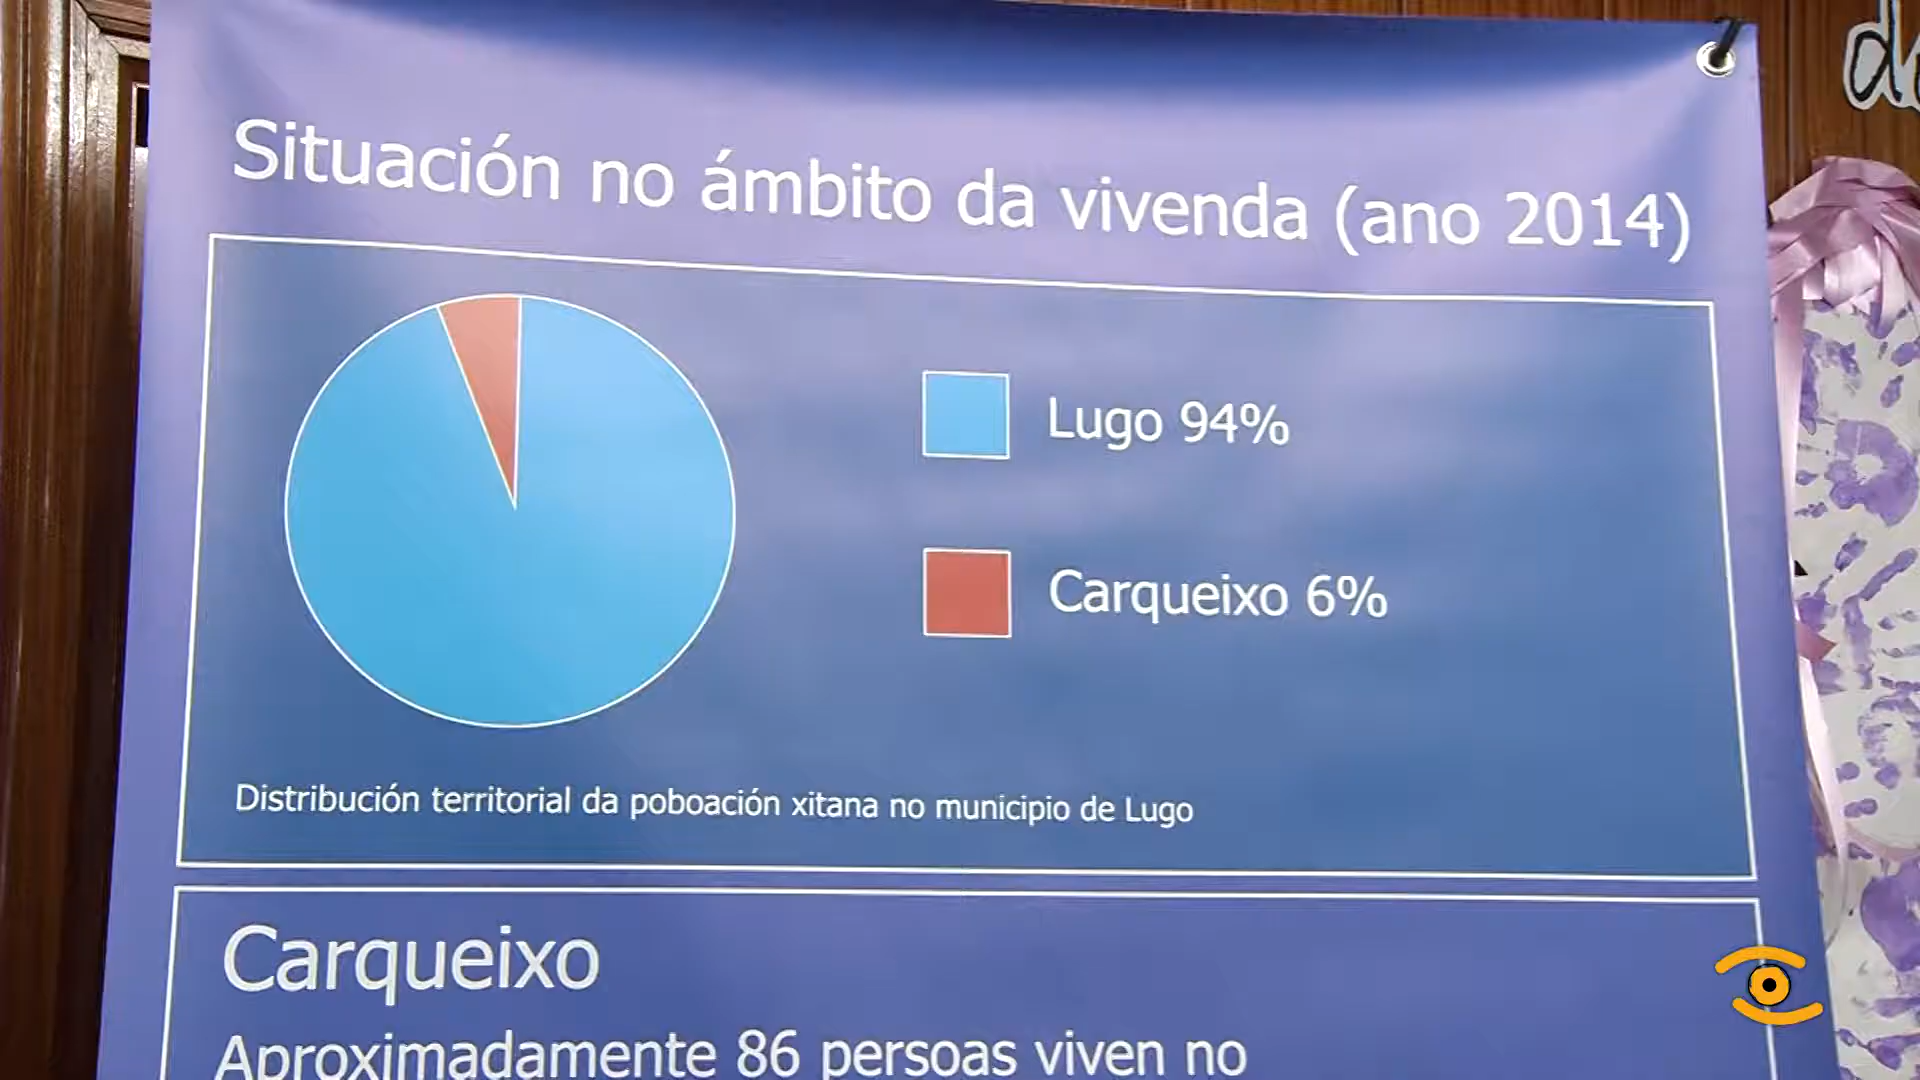 Situación no ámbito da vivenda (ano 2014)
Lugo 94%
Carqueixo 6%
Distribución territorial da poboación xitana no municipio de Lugo
Carqueixo
Aproximadamente 86 persoas viven no